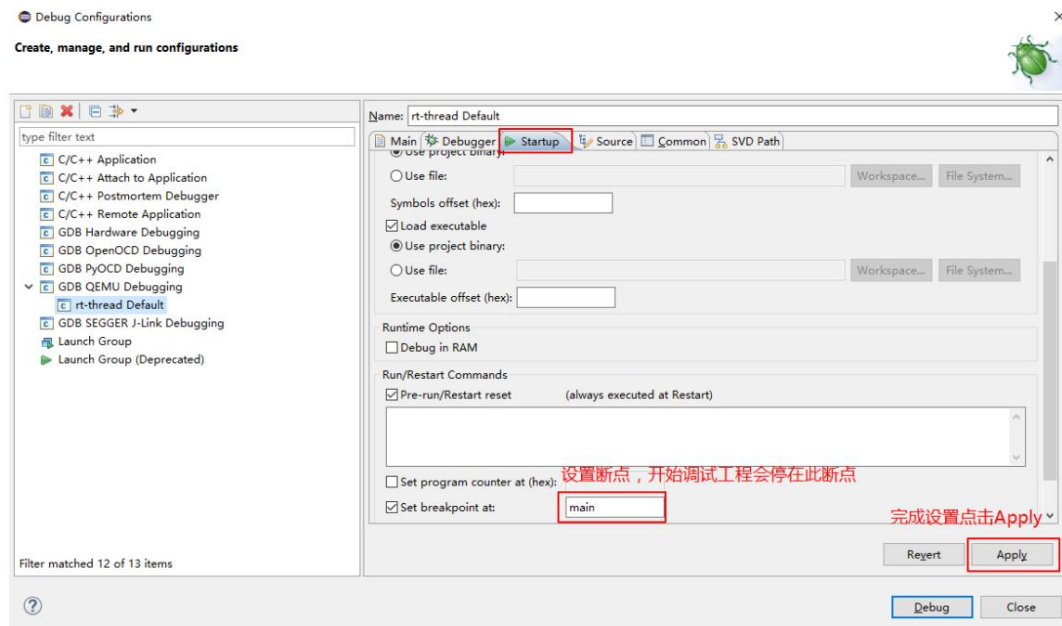 Debug Configurations
Create, manage, and run configurations
type filter text
C/C++ Application
C/C++ Attach to Application
C/C++ Postmortem Debugger
C/C++ Remote Application
GDB Hardware Debugging
GDB OpenOCD Debugging
GDB PyOCD Debugging
GDB QEMU Debugging
rt-thread Default
GDB SEGGER J-Link Debugging
Launch Group
Launch Group (Deprecated)
Filter matched 12 of 13 items
Name: rt-thread Default
Main Debugger Startup Source Common SVD Path
Use project binary:
Use file: Workspace... File System...
Symbols offset (hex):
Load executable
Use project binary:
Use file: Workspace... File System...
Executable offset (hex):
Runtime Options
Debug in RAM
Run/Restart Commands
Pre-run/Restart reset (always executed at Restart)
Set program counter at (hex): 设置断点，开始调试工程会停在此断点
Set breakpoint at: main
完成设置点击Apply
Revert Apply
Debug Close